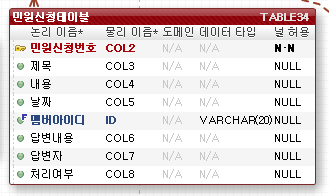 민원신청테이블 TABLE34
논리 이름* 물리 이름* 도메인 데이터 타입 널 허용
민원신청번호 COL2 N/A N/A N-N
제목 COL3 N/A N/A NULL
내용 COL4 N/A N/A NULL
날짜 COL5 N/A N/A NULL
멤버아이디 ID N/A VARCHAR(20) NULL
답변내용 COL6 N/A N/A NULL
답변자 COL7 N/A N/A NULL
처리여부 COL8 N/A N/A NULL